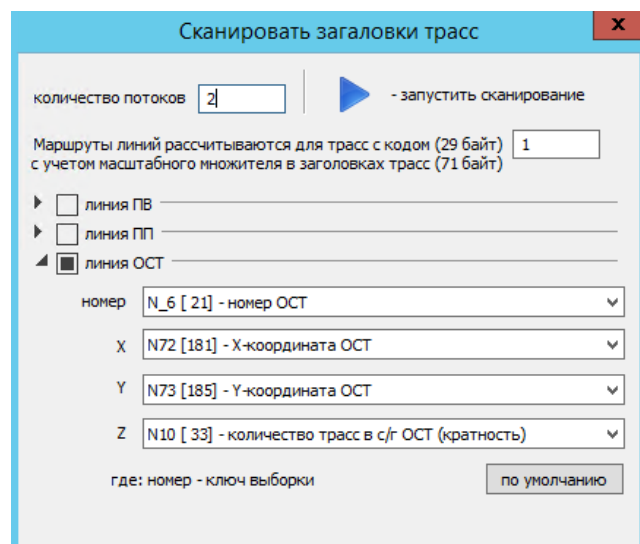 Сканировать загаловки трасс
x
количество потоков 2 - запустить сканирование
Маршруты линий рассчитываются для трасс с кодом (29 байт) 1
с учетом масштабного множителя в заголовках трасс (71 байт)
линия ПВ
линия ПП
линия ОСТ
номер N_6 [ 21] - номер ОСТ
X N72 [181] - X-координата ОСТ
Y N73 [185] - Y-координата ОСТ
Z N10 [ 33] - количество трасс в с/г ОСТ (кратность)
где: номер - ключ выборки по умолчанию